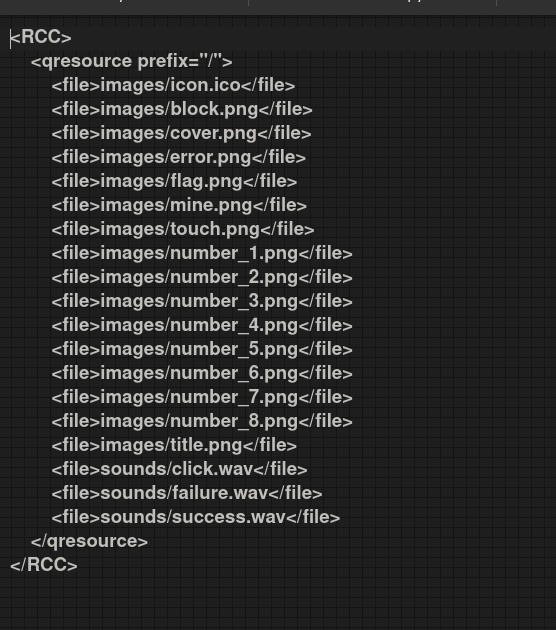 <RCC>
    <qresource prefix="/">
        <file>images/icon.ico</file>
        <file>images/block.png</file>
        <file>images/cover.png</file>
        <file>images/error.png</file>
        <file>images/flag.png</file>
        <file>images/mine.png</file>
        <file>images/touch.png</file>
        <file>images/number_1.png</file>
        <file>images/number_2.png</file>
        <file>images/number_3.png</file>
        <file>images/number_4.png</file>
        <file>images/number_5.png</file>
        <file>images/number_6.png</file>
        <file>images/number_7.png</file>
        <file>images/number_8.png</file>
        <file>images/title.png</file>
        <file>sounds/click.wav</file>
        <file>sounds/failure.wav</file>
        <file>sounds/success.wav</file>
    </qresource>
</RCC>